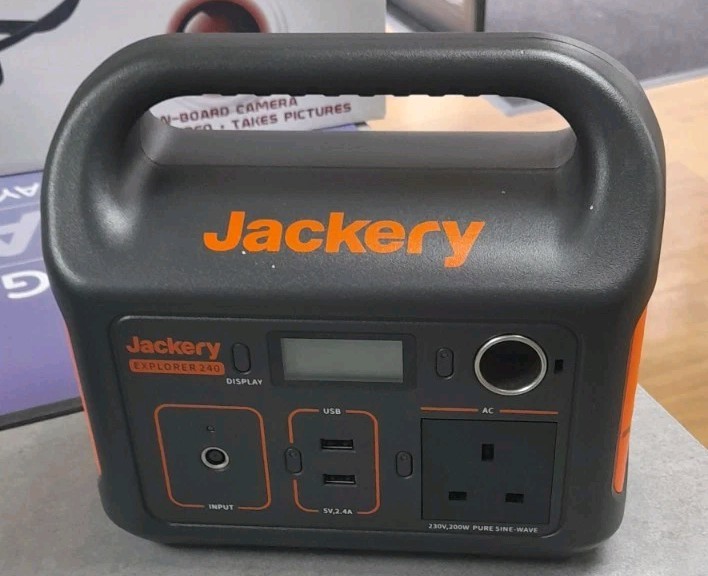 N-BOARD CAMERA
• TAKES PICTURES
Jackery
Jackery
EXPLORER 240
DISPLAY
USB
AC
INPUT
5V,2.4A
230V,200W PURE SINE-WAVE